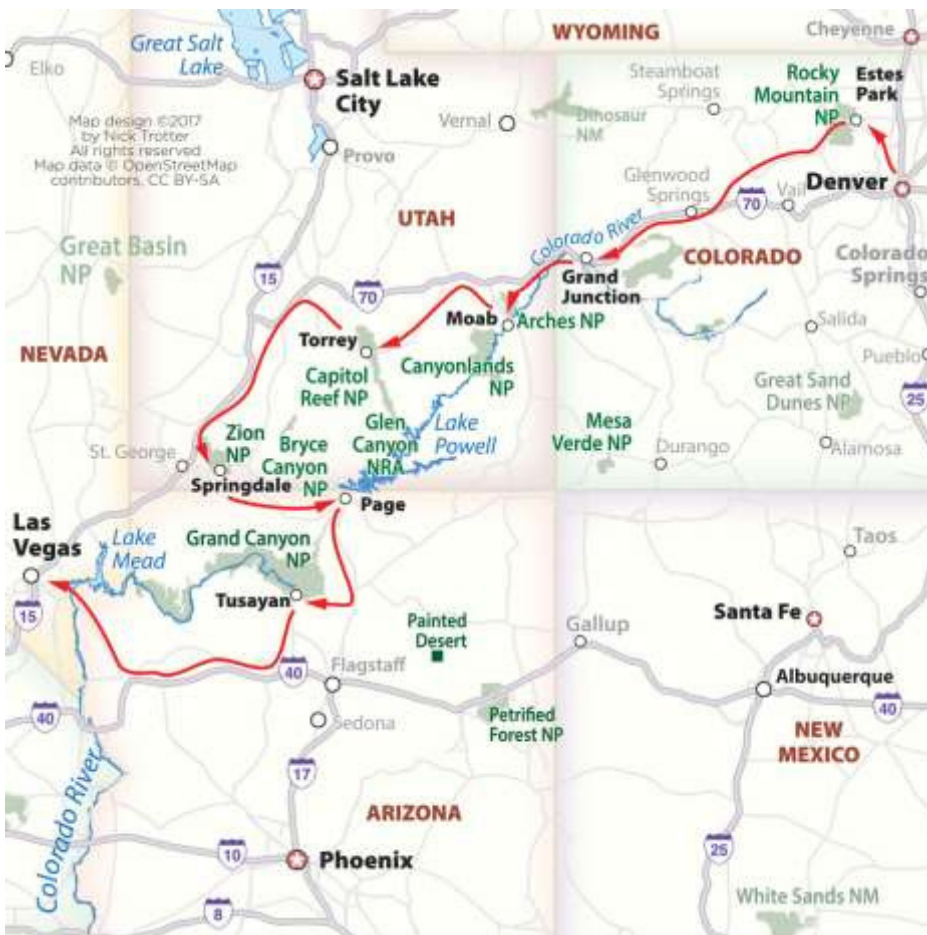 WYOMING
Cheyenne
Great Salt
Lake
Elko
Salt Lake
City
Steamboat
Springs
Rocky
Mountain
NP
Estes
Park
Map design ©2017
by Nick Trotter
All rights reserved
Map data © OpenStreetMap
contributors, CC BY-SA
Vernal
Dinosaur
NM
Provo
Denver
Glenwood
Springs
Vail
70
UTAH
Colorado River
COLORADO
Great Basin
NP
15
70
Grand
Junction
Colorado
Springs
Moab
Arches NP
Torrey
Salida
NEVADA
Capitol
Reef NP
Canyonlands
NP
Pueblo
Great Sand
Dunes NP
25
Zion
NP
Bryce
Canyon
NP
Glen
Canyon
NRA
Lake
Powell
Mesa
Verde NP
Durango
Alamosa
St. George
Springdale
Page
Las
Vegas
Lake
Mead
Grand Canyon
NP
Taos
15
Tusayan
Painted
Desert
Santa Fe
Gallup
40
Flagstaff
Albuquerque
40
Sedona
Petrified
Forest NP
40
NEW
MEXICO
17
Colorado River
ARIZONA
10
Phoenix
25
8
White Sands NM